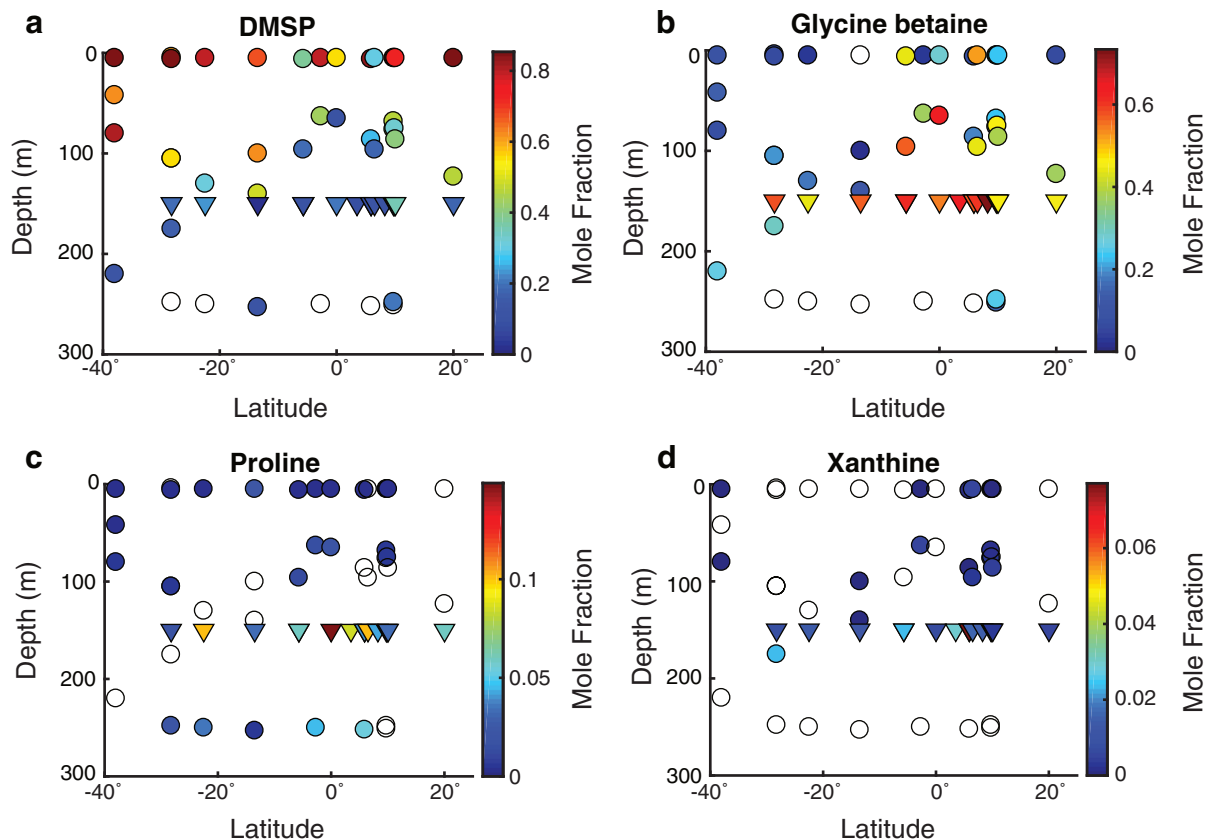 a DMSP
0
100
200
300
-40˚ -20˚ 0˚ 20˚
Depth (m)
Latitude
0.8
0.6
0.4
0.2
0
Mole Fraction
b Glycine betaine
0
100
200
300
-40˚ -20˚ 0˚ 20˚
Depth (m)
Latitude
0.6
0.4
0.2
0
Mole Fraction
c Proline
0
100
200
300
-40˚ -20˚ 0˚ 20˚
Depth (m)
Latitude
0.1
0.05
0
Mole Fraction
d Xanthine
0
100
200
300
-40˚ -20˚ 0˚ 20˚
Depth (m)
Latitude
0.06
0.04
0.02
0
Mole Fraction